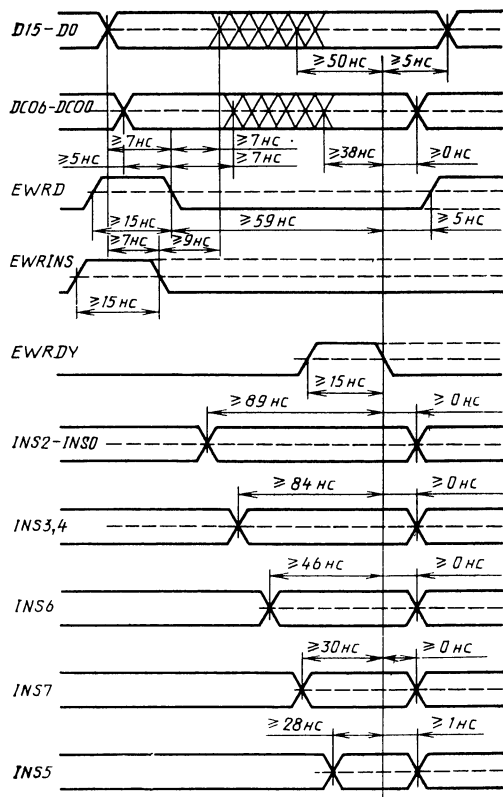 D15-D0
≥50нс ≥5нс
DC06-DC00
≥7нс ≥7нс
≥5нс ≥7нс ≥38нс ≥0нс
EWRD
≥15нс ≥59нс ≥5нс
≥7нс ≥9нс
EWRINS
≥15нс
EWRDY
≥15нс
≥89нс ≥0нс
INS2-INS0
≥84нс ≥0нс
INS3,4
≥46нс ≥0нс
INS6
≥30нс ≥0нс
INS7
≥28нс ≥1нс
INS5